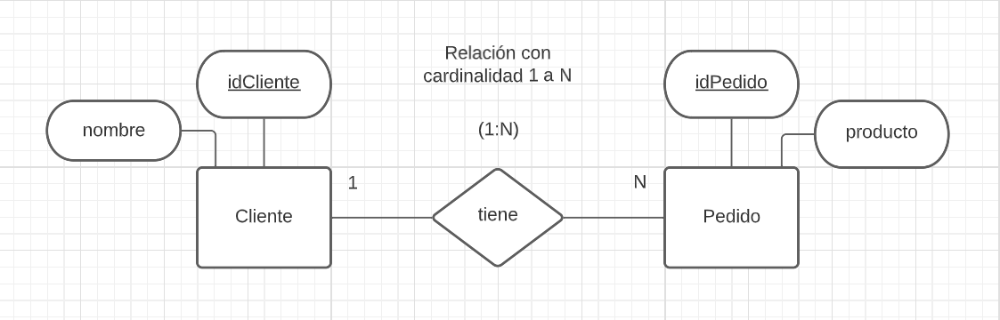 Relación con
cardinalidad 1 a N
(1:N)
idCliente
nombre
Cliente
1
tiene
N
idPedido
producto
Pedido